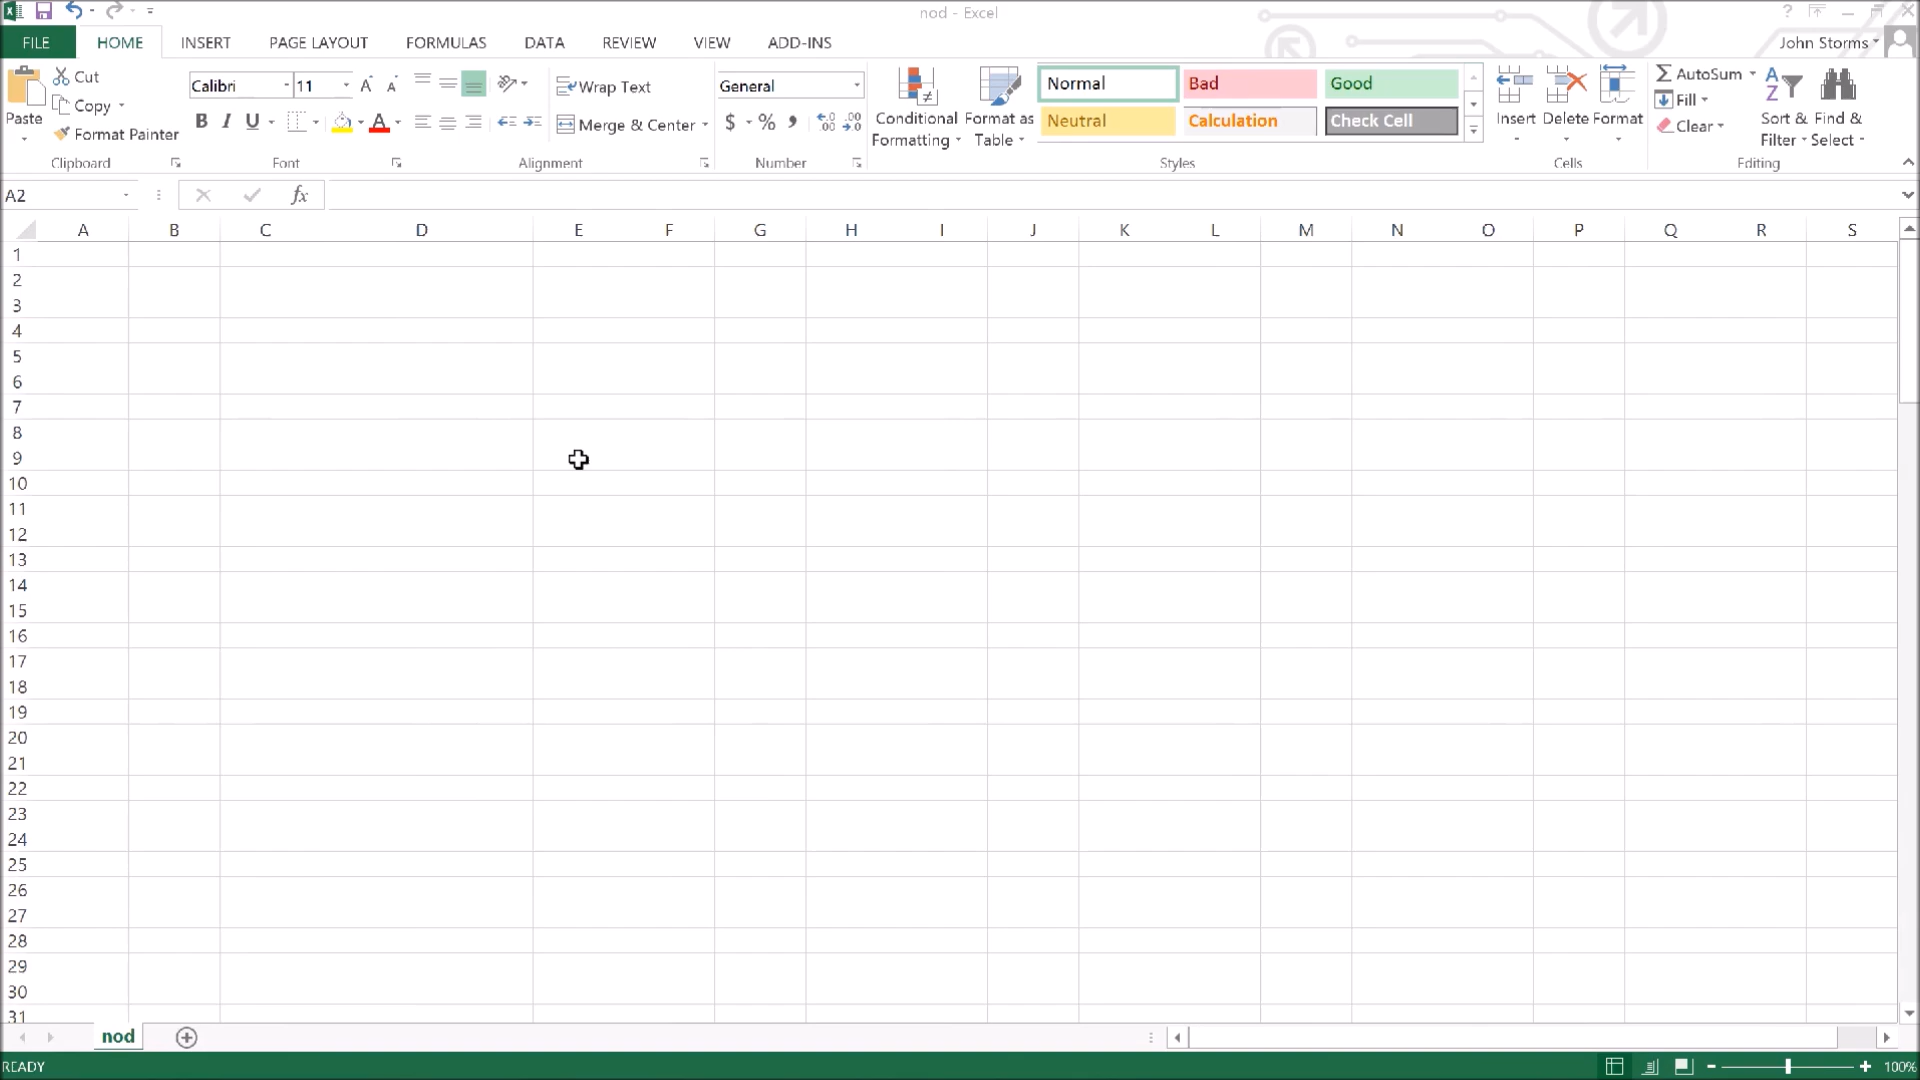 nod - Excel
?
FILE HOME INSERT PAGE LAYOUT FORMULAS DATA REVIEW VIEW ADD-INS John Storms
Paste
Cut
Copy
Format Painter
Clipboard
Calibri 11 A A
B I U A
Font
Wrap Text
Merge & Center
Alignment
General
$ % , .00 .00
Number
Conditional Formatting
Format as Table
Normal Bad Good
Neutral Calculation Check Cell
Styles
Insert Delete Format
Cells
AutoSum
Fill
Clear
Sort & Filter
Find & Select
Editing
A2 fx
A B C D E F G H I J K L M N O P Q R S
1
2
3
4
5
6
7
8
9
10
11
12
13
14
15
16
17
18
19
20
21
22
23
24
25
26
27
28
29
30
31
nod
READY 100%